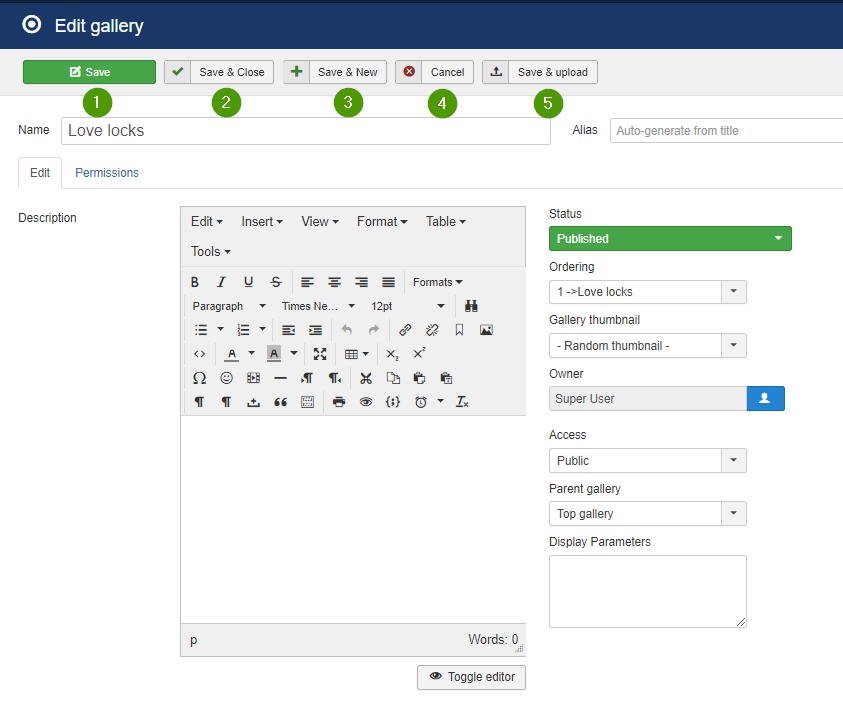 Edit gallery
Save
Save & Close
Save & New
Cancel
Save & upload
1
2
3
4
5
Name
Love locks
Alias
Auto-generate from title
Edit
Permissions
Description
Edit
Insert
View
Format
Table
Tools
B I U S
Formats
Paragraph
Times Ne...
12pt
A
A
p
Words: 0
Toggle editor
Status
Published
Ordering
1 ->Love locks
Gallery thumbnail
- Random thumbnail -
Owner
Super User
Access
Public
Parent gallery
Top gallery
Display Parameters